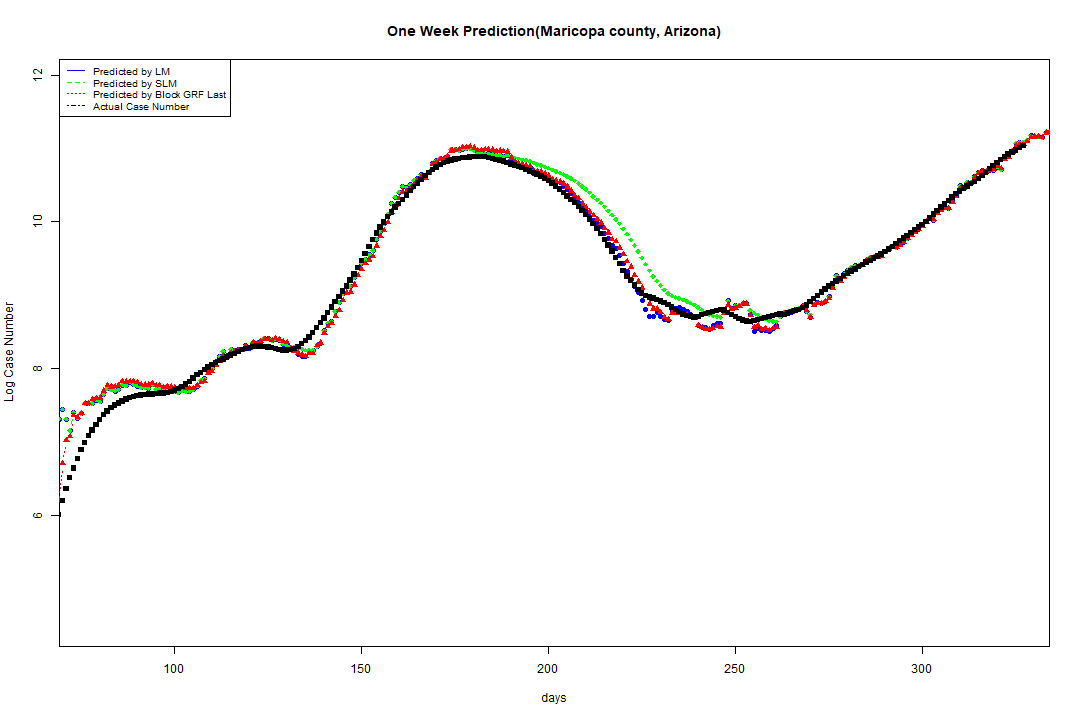 One Week Prediction(Maricopa county, Arizona)
Predicted by LM
Predicted by SLM
Predicted by Block GRF Last
Actual Case Number
Log Case Number
12
10
8
6
100 150 200 250 300
days